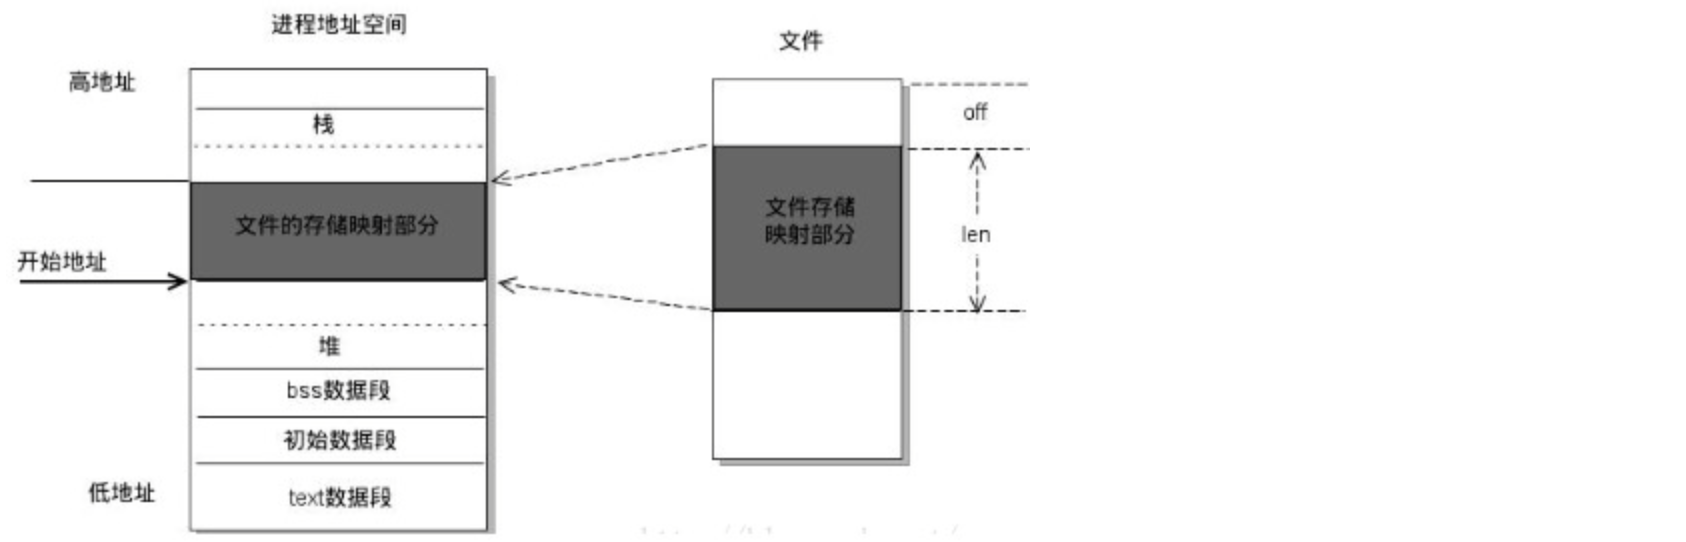 进程地址空间
文件
高地址
off
栈
文件存储
映射部分
文件的存储映射部分
len
开始地址
堆
bss数据段
初始数据段
低地址
text数据段